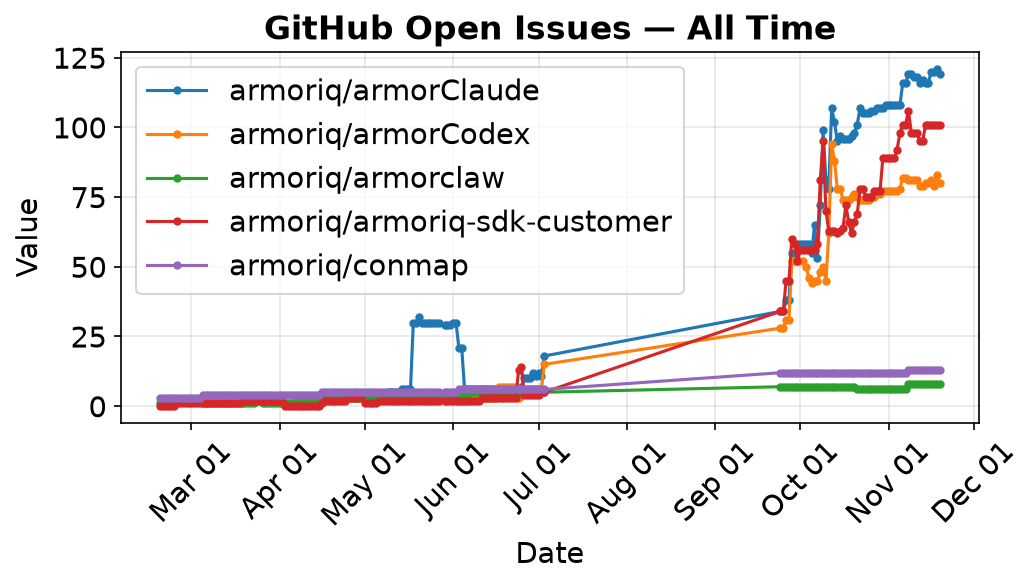 GitHub Open Issues — All Time
125
100
75
50
25
0
Value
armoriq/armorClaude
armoriq/armorCodex
armoriq/armorclaw
armoriq/armoriq-sdk-customer
armoriq/conmap
Mar 01
Apr 01
May 01
Jun 01
Jul 01
Aug 01
Sep 01
Oct 01
Nov 01
Dec 01
Date